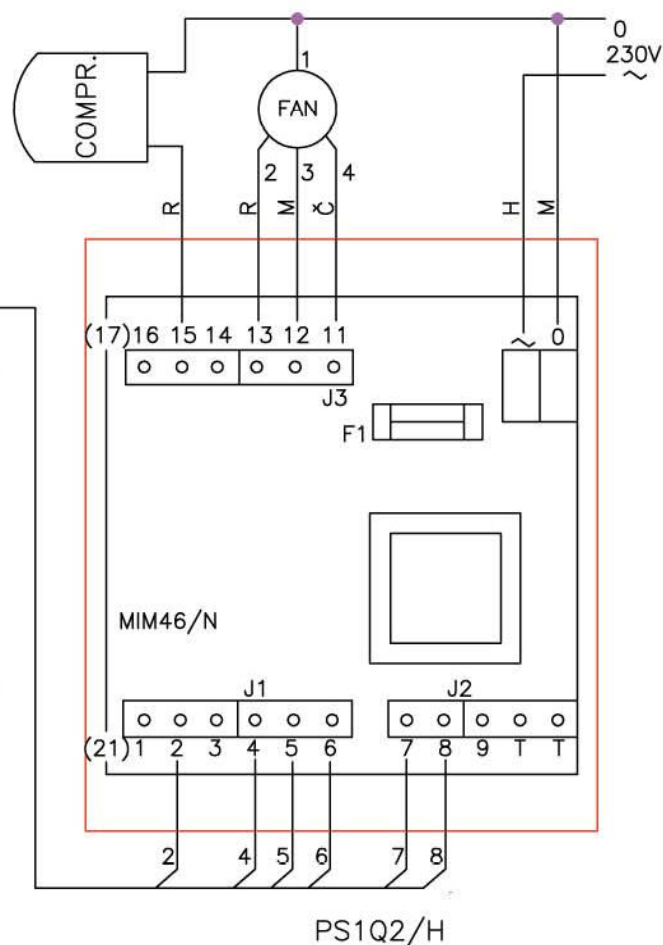 0
230V
~
COMPR.
1
FAN
2 3 4
R R M Č H M
(17) 16 15 14 13 12 11 ~ 0
J3
F1
MIM46/N
J1 J2
(21) 1 2 3 4 5 6 7 8 9 T T
2 4 5 6 7 8
PS1Q2/H